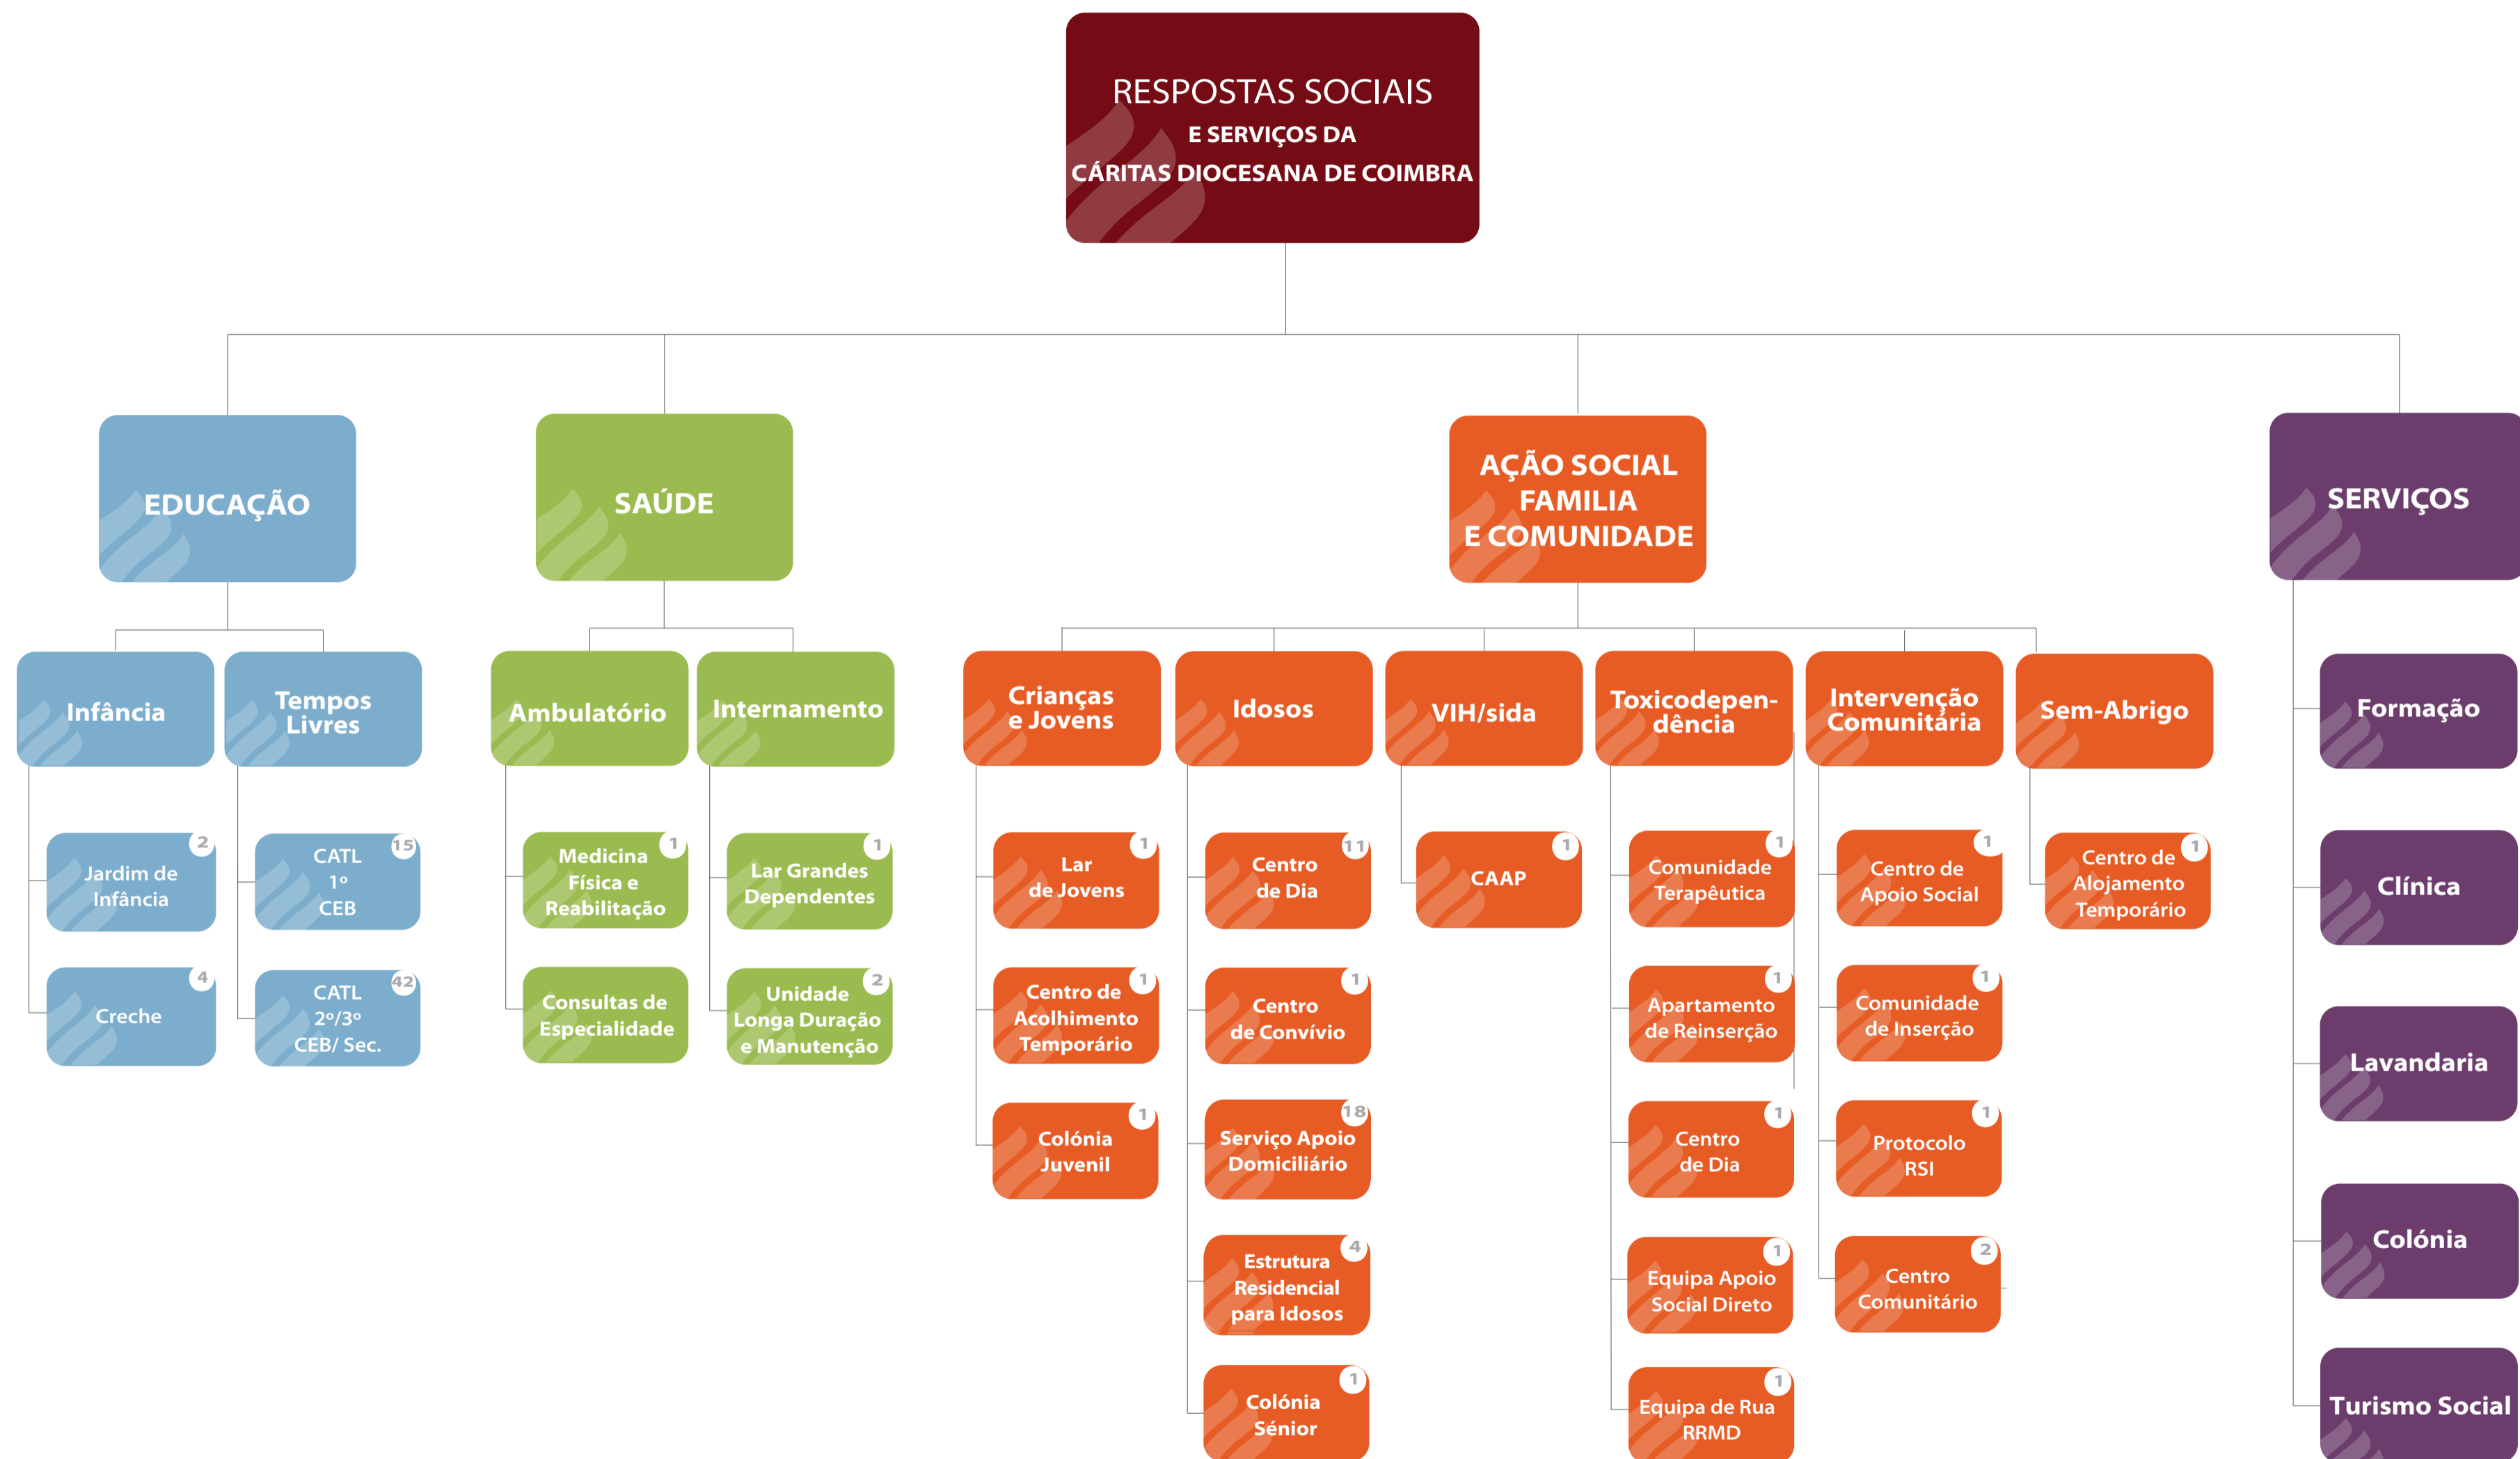 RESPOSTAS SOCIAIS
E SERVIÇOS DA
CÁRITAS DIOCESANA DE COIMBRA
EDUCAÇÃO
SAÚDE
AÇÃO SOCIAL
FAMILIA
E COMUNIDADE
SERVIÇOS
Infância
Tempos
Livres
Ambulatório
Internamento
Crianças
e Jovens
Idosos
VIH/sida
Toxicodepen-
dência
Intervenção
Comunitária
Sem-Abrigo
Formação
2
Jardim de
Infância
4
Creche
15
CATL
1º
CEB
42
CATL
2º/3º
CEB/ Sec.
1
Medicina
Física e
Reabilitação
Consultas de
Especialidade
1
Lar Grandes
Dependentes
2
Unidade
Longa Duração
e Manutenção
1
Lar
de Jovens
1
Centro de
Acolhimento
Temporário
1
Colónia
Juvenil
11
Centro
de Dia
1
Centro
de Convívio
18
Serviço Apoio
Domiciliário
4
Estrutura
Residencial
para Idosos
1
Colónia
Sénior
1
CAAP
1
Comunidade
Terapêutica
1
Apartamento
de Reinserção
1
Centro
de Dia
1
Equipa Apoio
Social Direto
1
Equipa de Rua
RRMD
1
Centro de
Apoio Social
1
Comunidade
de Inserção
1
Protocolo
RSI
2
Centro
Comunitário
1
Centro de
Alojamento
Temporário
Clínica
Lavandaria
Colónia
Turismo Social